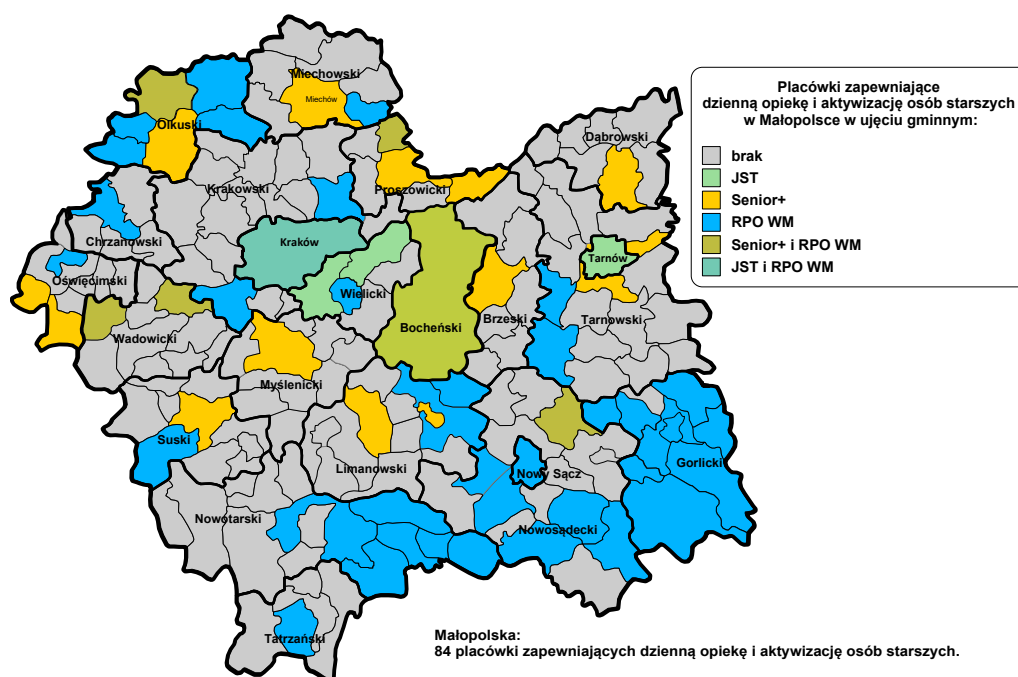 Placówki zapewniające
dzienną opiekę i aktywizację osób starszych
w Małopolsce w ujęciu gminnym:
brak
JST
Senior+
RPO WM
Senior+ i RPO WM
JST i RPO WM
Miechowski
Miechów
Olkuski
Dąbrowski
Krakowski
Proszowicki
Chrzanowski
Kraków
Tarnów
Oświęcimski
Wielicki
Bocheński
Brzeski
Tarnowski
Wadowicki
Myślenicki
Suski
Limanowski
Nowy Sącz
Gorlicki
Nowotarski
Nowosądecki
Tatrzański
Małopolska:
84 placówki zapewniających dzienną opiekę i aktywizację osób starszych.